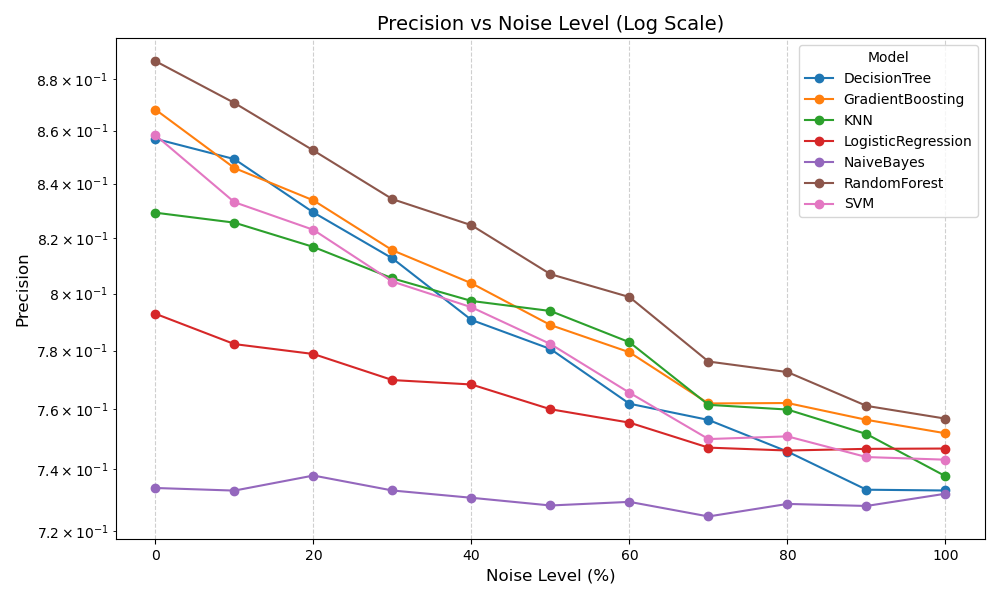 Precision vs Noise Level (Log Scale)
Precision
8.8 × 10⁻¹
8.6 × 10⁻¹
8.4 × 10⁻¹
8.2 × 10⁻¹
8 × 10⁻¹
7.8 × 10⁻¹
7.6 × 10⁻¹
7.4 × 10⁻¹
7.2 × 10⁻¹
Model
DecisionTree
GradientBoosting
KNN
LogisticRegression
NaiveBayes
RandomForest
SVM
0 20 40 60 80 100
Noise Level (%)